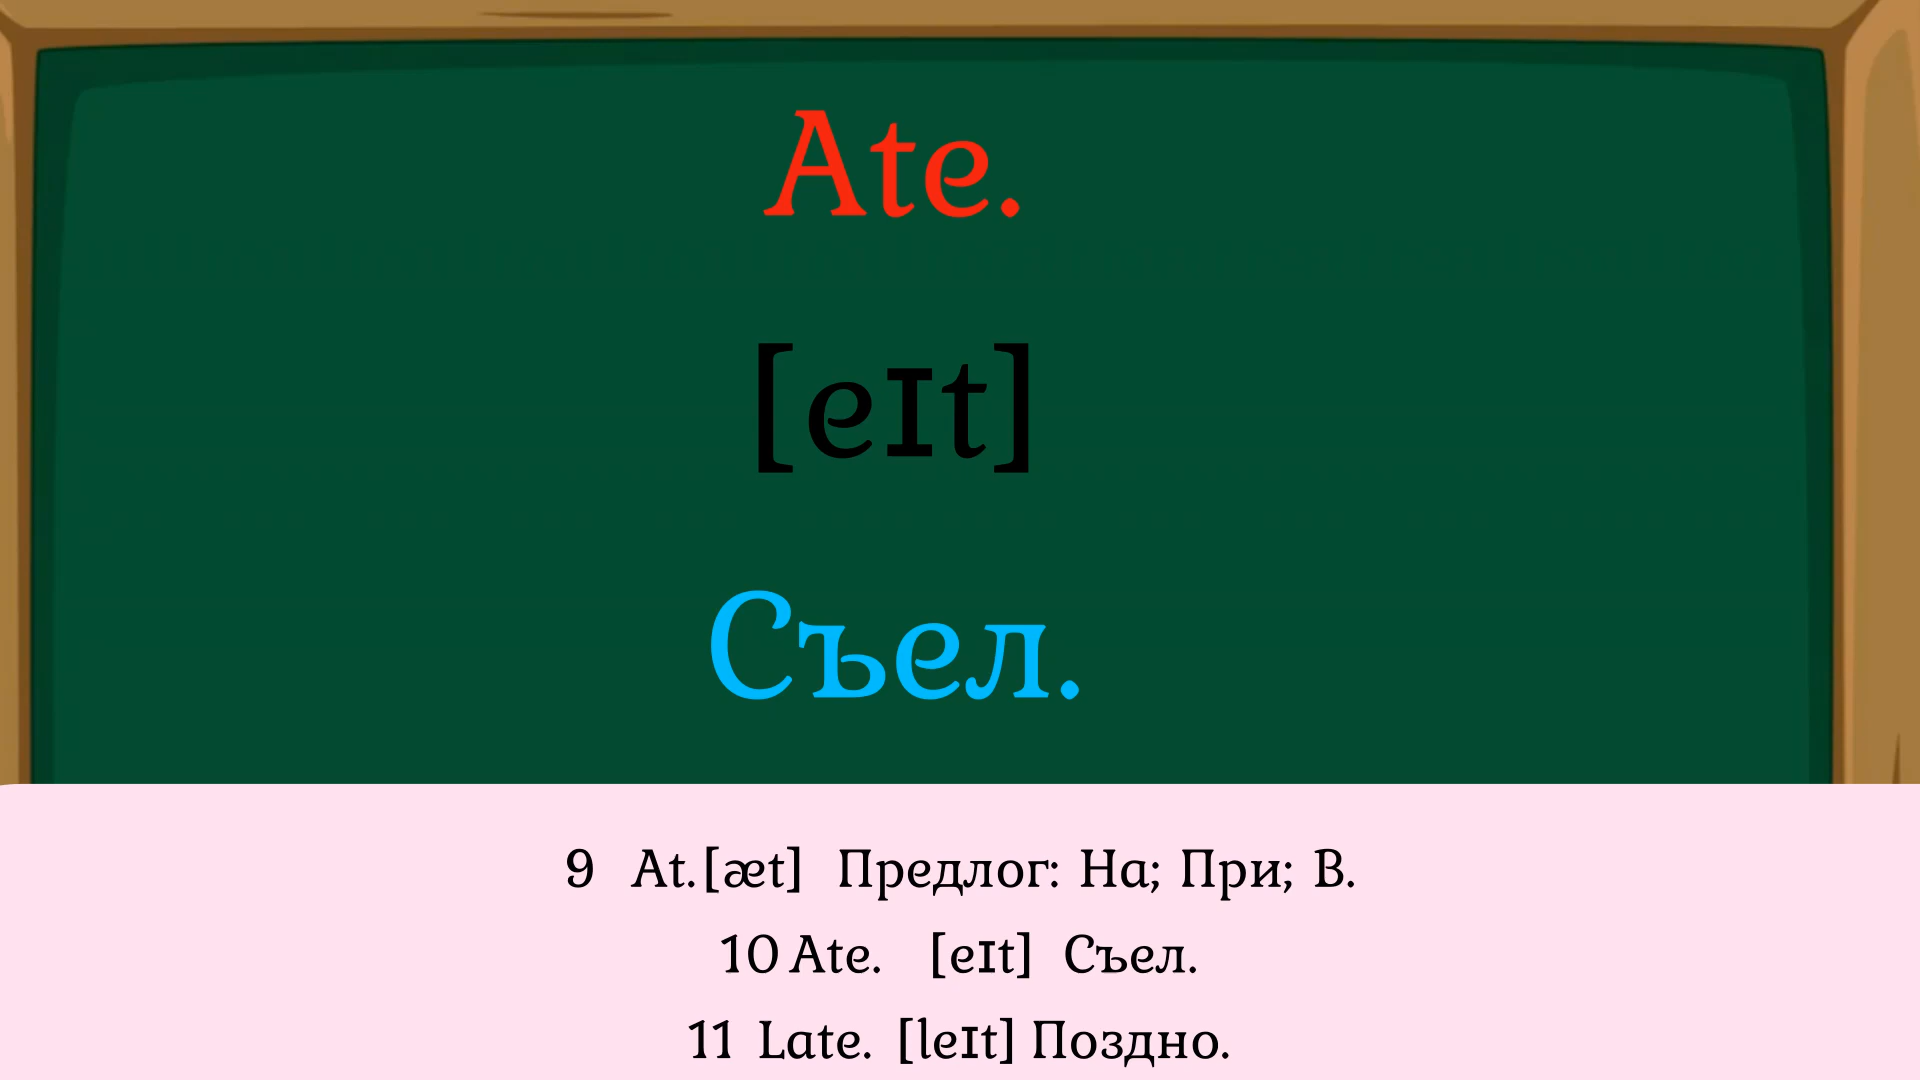 Ate.
[eɪt]
Съел.
9 At.[æt] Предлог: На; При; В.
10 Ate. [eɪt] Съел.
11 Late. [leɪt] Поздно.